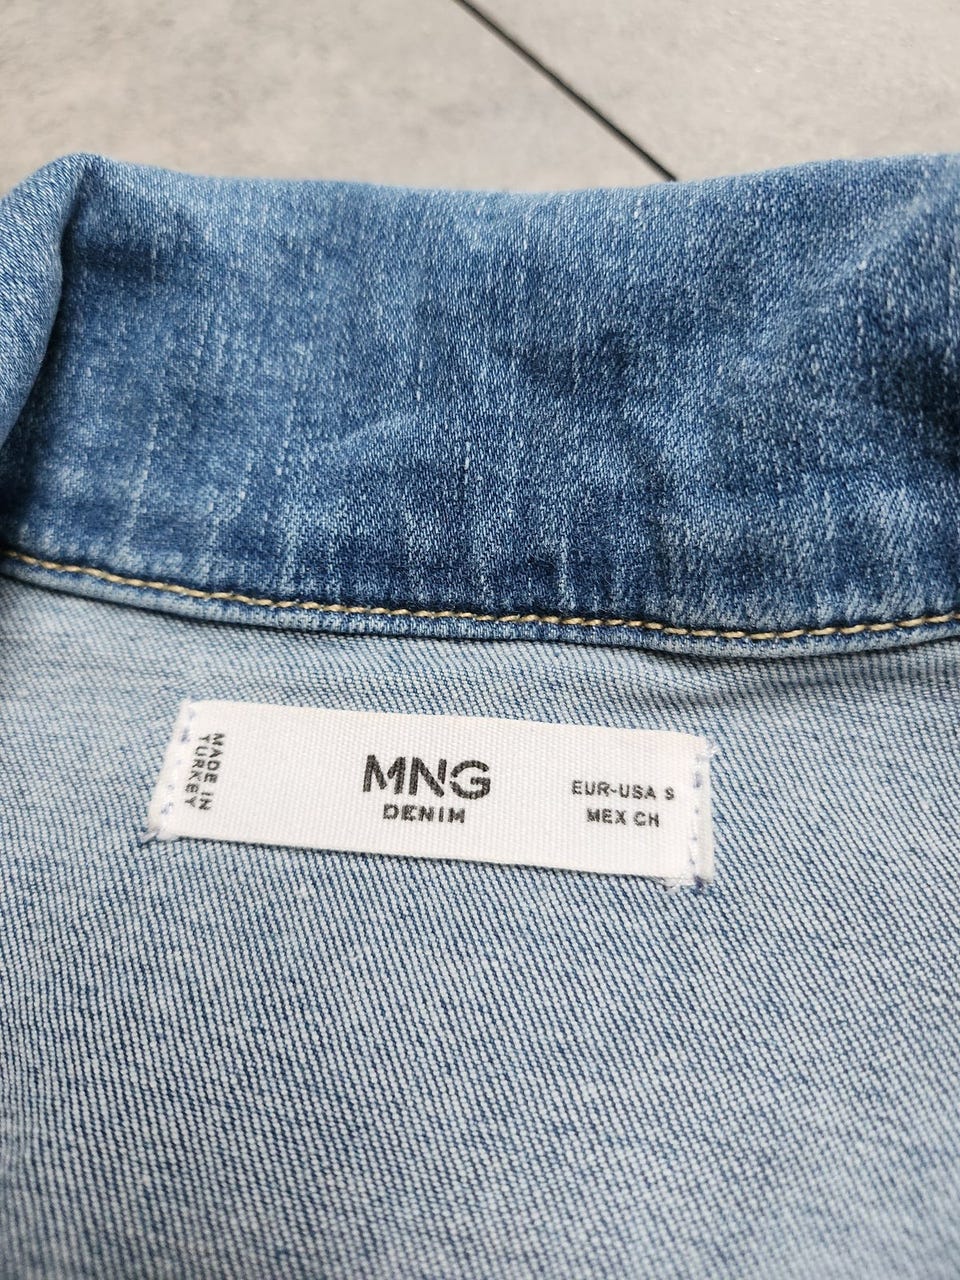 MADE IN
TURKEY
MNG
DENIM
EUR-USA S
MEX CH